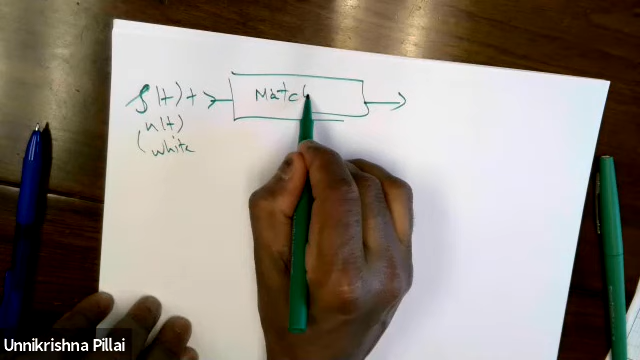 s(t) +
n(t)
(white
Match
Unnikrishna Pillai